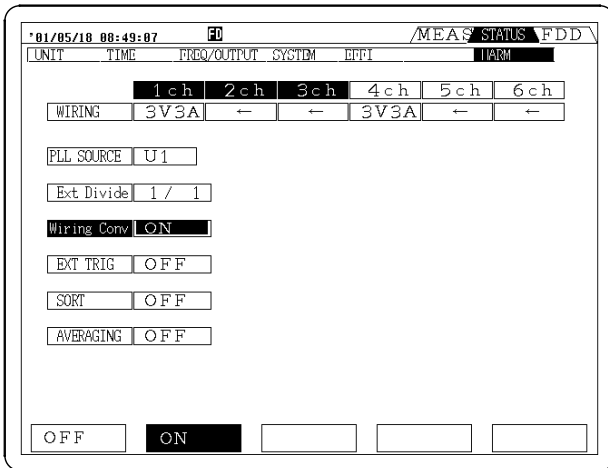 '01/05/18 08:49:07 FD MEAS STATUS FDD
UNIT TIME FREQ/OUTPUT SYSTEM EFFI HARM
1ch 2ch 3ch 4ch 5ch 6ch
WIRING 3V3A ← ← 3V3A ← ←
PLL SOURCE U1
Ext Divide 1/ 1
Wiring Conv ON
EXT TRIG OFF
SORT OFF
AVERAGING OFF
OFF ON